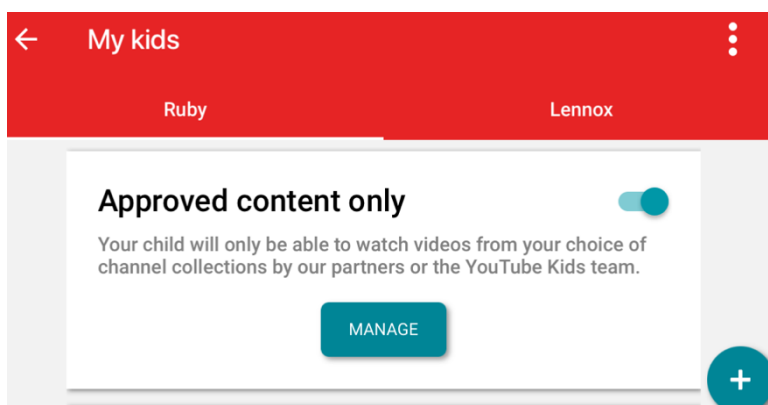 My kids
Ruby
Lennox
Approved content only
Your child will only be able to watch videos from your choice of
channel collections by our partners or the YouTube Kids team.
MANAGE